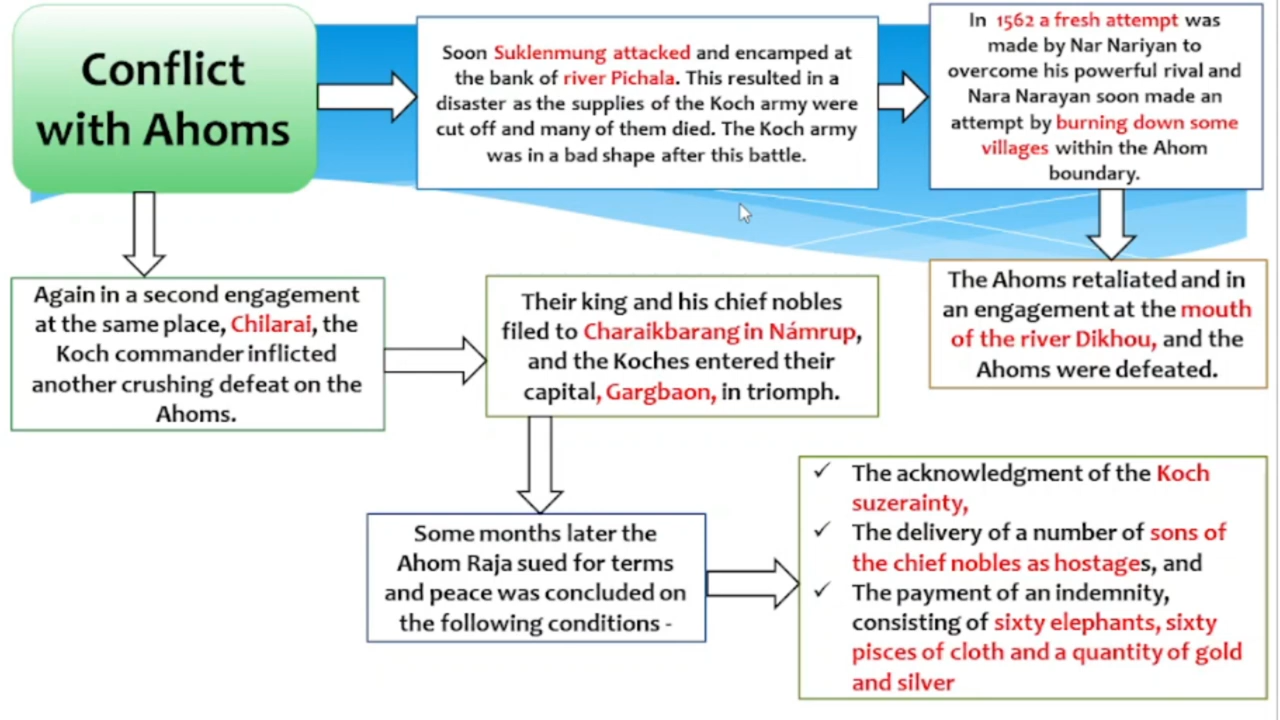 Conflict
with Ahoms
Soon Suklenmung attacked and encamped at
the bank of river Pichala. This resulted in a
disaster as the supplies of the Koch army were
cut off and many of them died. The Koch army
was in a bad shape after this battle.
In 1562 a fresh attempt was
made by Nar Nariyan to
overcome his powerful rival and
Nara Narayan soon made an
attempt by burning down some
villages within the Ahom
boundary.
The Ahoms retaliated and in
an engagement at the mouth
of the river Dikhou, and the
Ahoms were defeated.
Again in a second engagement
at the same place, Chilarai, the
Koch commander inflicted
another crushing defeat on the
Ahoms.
Their king and his chief nobles
filed to Charaikbarang in Námrup,
and the Koches entered their
capital, Gargbaon, in triomph.
Some months later the
Ahom Raja sued for terms
and peace was concluded on
the following conditions -
✓ The acknowledgment of the Koch
suzerainty,
✓ The delivery of a number of sons of
the chief nobles as hostages, and
✓ The payment of an indemnity,
consisting of sixty elephants, sixty
pisces of cloth and a quantity of gold
and silver